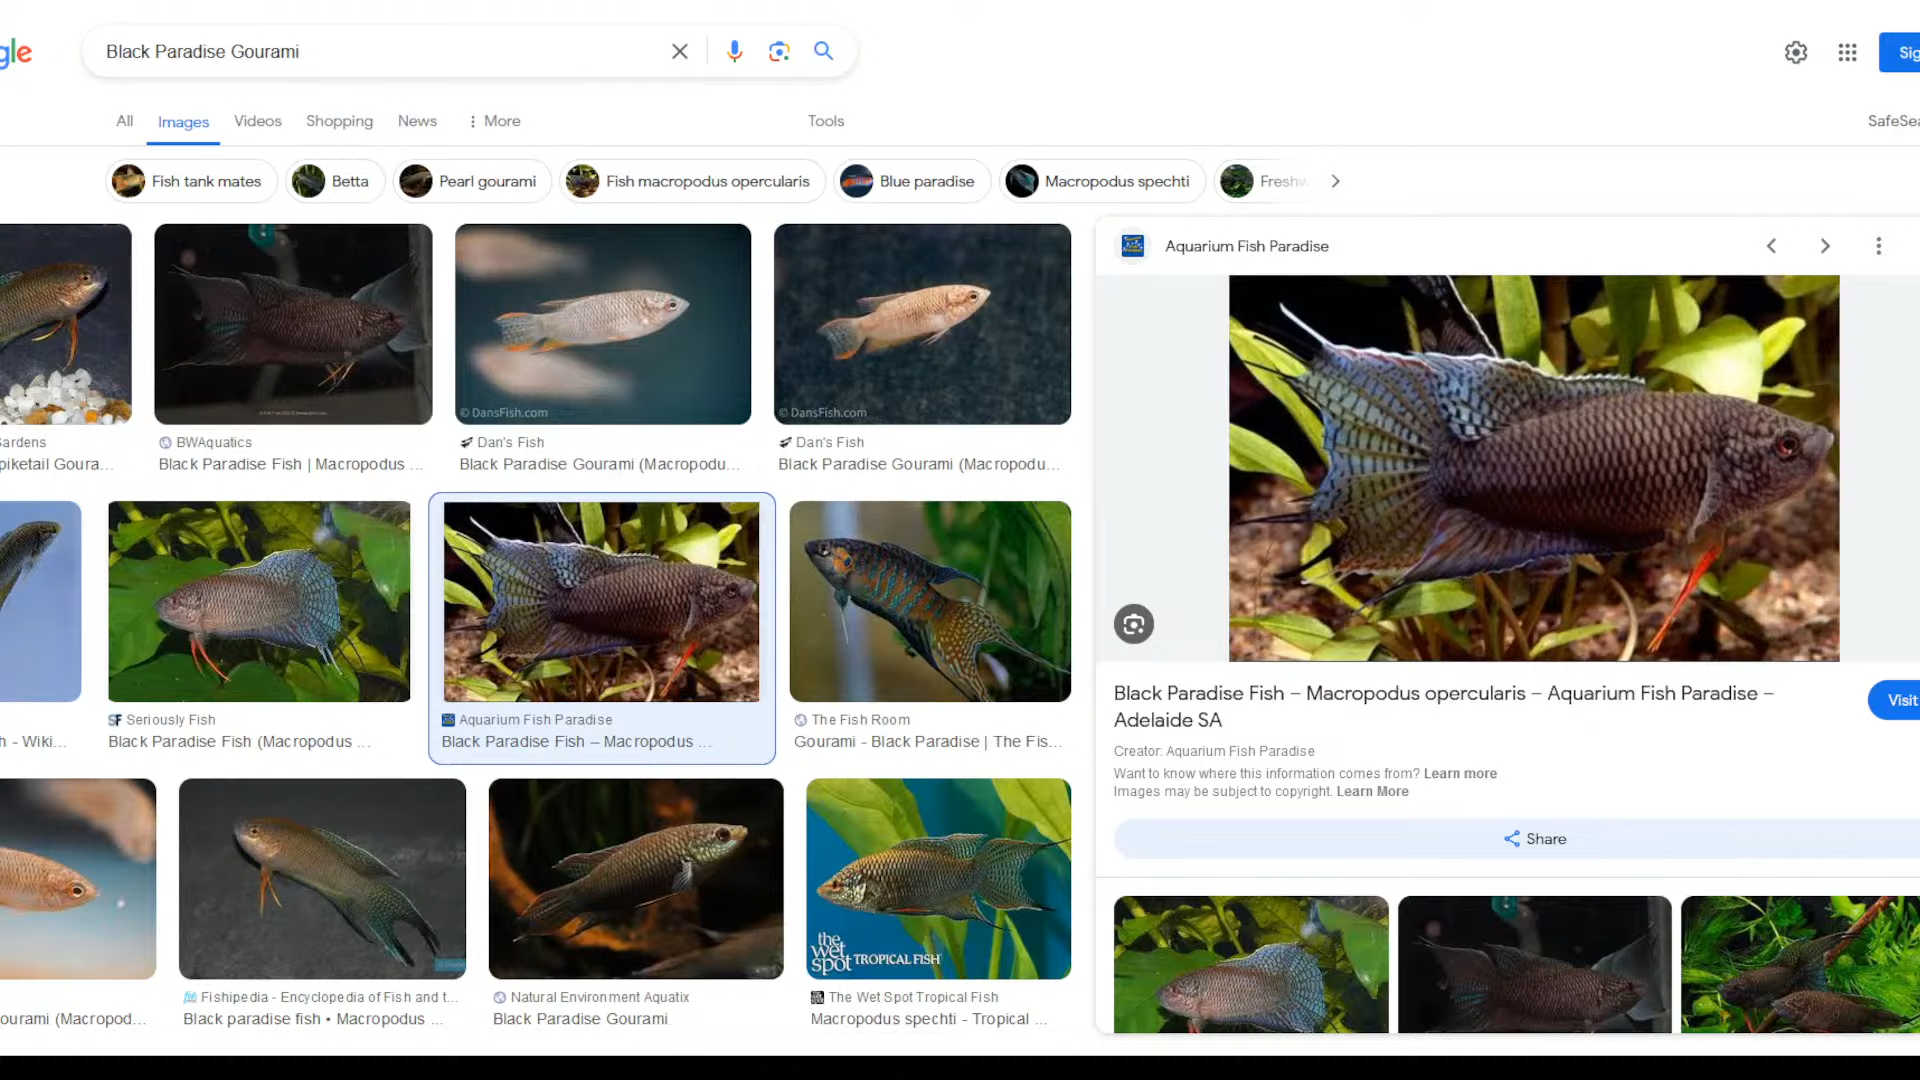 gle
Black Paradise Gourami
Sig
All
Images
Videos
Shopping
News
More
Tools
SafeSea
Fish tank mates
Betta
Pearl gourami
Fish macropodus opercularis
Blue paradise
Macropodus spechti
Freshw
Aquarium Fish Paradise
© DansFish.com
© DansFish.com
ardens
BWAquatics
Dan's Fish
Dan's Fish
piketail Goura...
Black Paradise Fish | Macropodus ...
Black Paradise Gourami (Macropodu...
Black Paradise Gourami (Macropodu...
Seriously Fish
Aquarium Fish Paradise
The Fish Room
h - Wiki...
Black Paradise Fish (Macropodus ...
Black Paradise Fish – Macropodus ...
Gourami - Black Paradise | The Fis...
Black Paradise Fish – Macropodus opercularis – Aquarium Fish Paradise –
Adelaide SA
Visit
Creator: Aquarium Fish Paradise
Want to know where this information comes from? Learn more
Images may be subject to copyright. Learn More
Share
the
wet
spot TROPICAL FISH
Fishipedia - Encyclopedia of Fish and t...
Natural Environment Aquatix
The Wet Spot Tropical Fish
ourami (Macropod...
Black paradise fish • Macropodus ...
Black Paradise Gourami
Macropodus spechti - Tropical ...